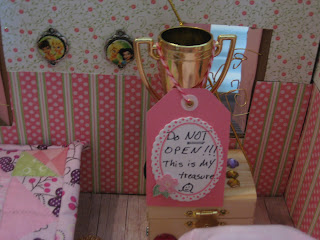 Do NOT
OPEN!!!
This is My
treasure